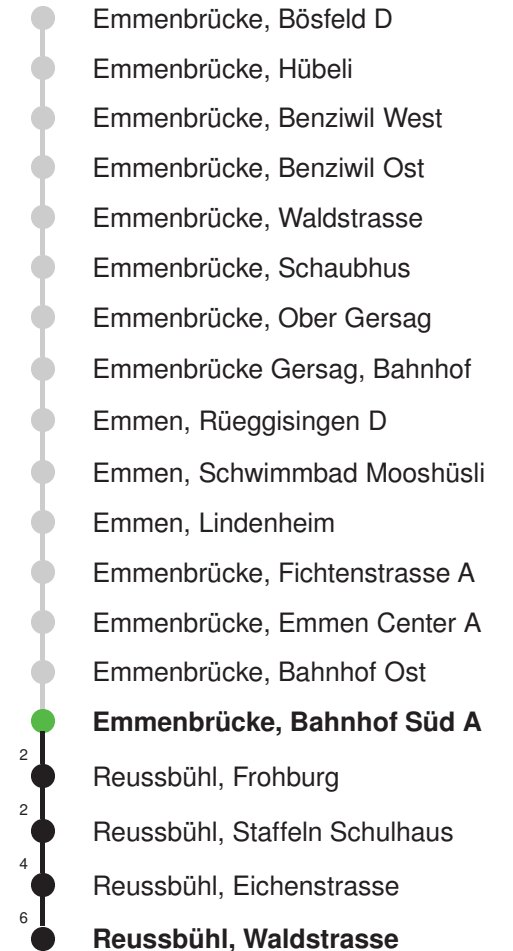 Emmenbrücke, Bösfeld D
Emmenbrücke, Hübeli
Emmenbrücke, Benziwil West
Emmenbrücke, Benziwil Ost
Emmenbrücke, Waldstrasse
Emmenbrücke, Schaubhus
Emmenbrücke, Ober Gersag
Emmenbrücke Gersag, Bahnhof
Emmen, Rüeggisingen D
Emmen, Schwimmbad Mooshüsli
Emmen, Lindenheim
Emmenbrücke, Fichtenstrasse A
Emmenbrücke, Emmen Center A
Emmenbrücke, Bahnhof Ost
Emmenbrücke, Bahnhof Süd A
2 Reussbühl, Frohburg
2 Reussbühl, Staffeln Schulhaus
4 Reussbühl, Eichenstrasse
6 Reussbühl, Waldstrasse